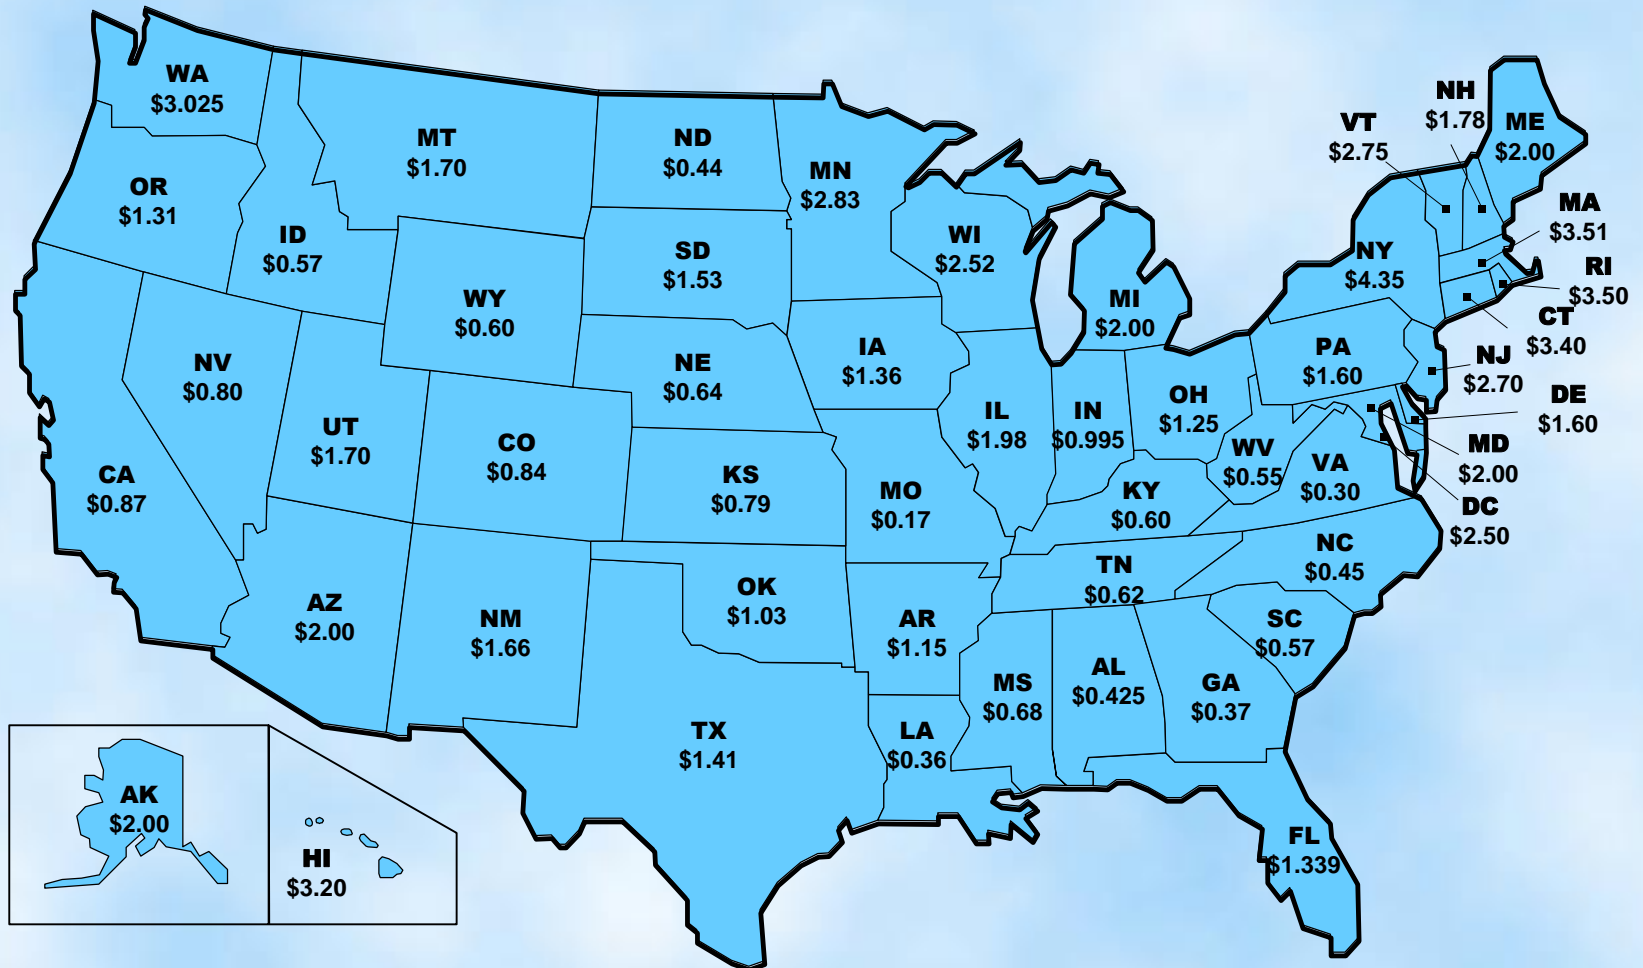 WA
$3.025
OR
$1.31
ID
$0.57
MT
$1.70
ND
$0.44
MN
$2.83
SD
$1.53
WY
$0.60
WI
$2.52
MI
$2.00
NV
$0.80
UT
$1.70
CA
$0.87
CO
$0.84
NE
$0.64
IA
$1.36
KS
$0.79
MO
$0.17
IL
$1.98
IN
$0.995
OH
$1.25
KY
$0.60
WV
$0.55
VA
$0.30
PA
$1.60
NY
$4.35
VT
$2.75
NH
$1.78
ME
$2.00
MA
$3.51
RI
$3.50
CT
$3.40
NJ
$2.70
DE
$1.60
MD
$2.00
DC
$2.50
NC
$0.45
TN
$0.62
SC
$0.57
AZ
$2.00
NM
$1.66
OK
$1.03
AR
$1.15
TX
$1.41
LA
$0.36
MS
$0.68
AL
$0.425
GA
$0.37
FL
$1.339
AK
$2.00
HI
$3.20